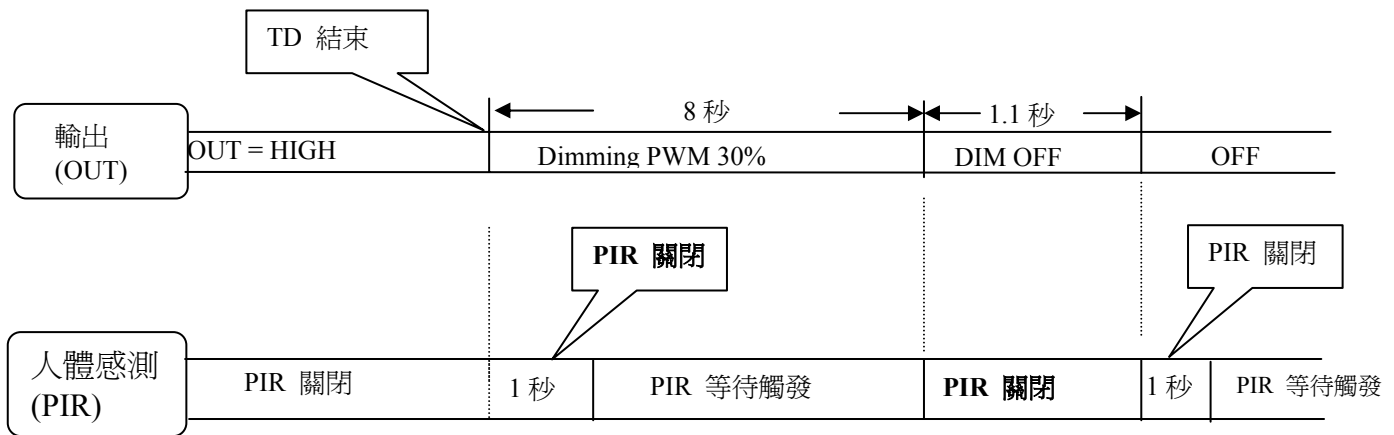 TD 結束
8 秒
1.1 秒
輸出
(OUT)
OUT = HIGH
Dimming PWM 30%
DIM OFF
OFF
PIR 關閉
PIR 關閉
人體感測
(PIR)
PIR 關閉
1 秒
PIR 等待觸發
PIR 關閉
1 秒
PIR 等待觸發